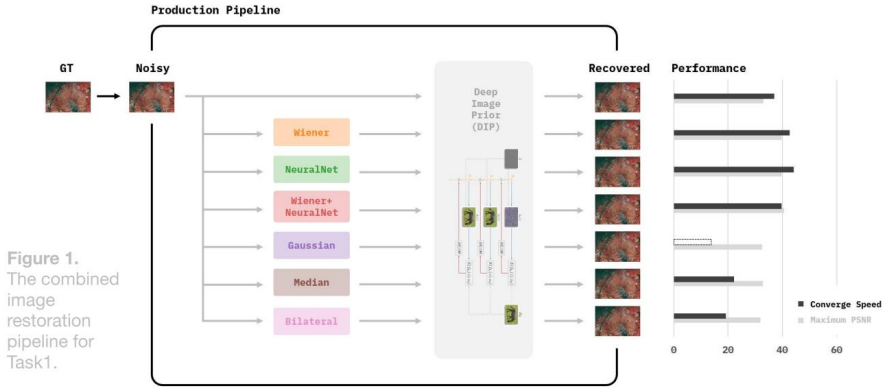 Production Pipeline
GT
Noisy
Recovered
Performance
Deep
Image
Prior
(DIP)
Wiener
NeuralNet
Wiener+
NeuralNet
Gaussian
Median
Bilateral
Figure 1.
The combined
image
restoration
pipeline for
Task1.
Converge Speed
Maximum PSNR
0
20
40
60